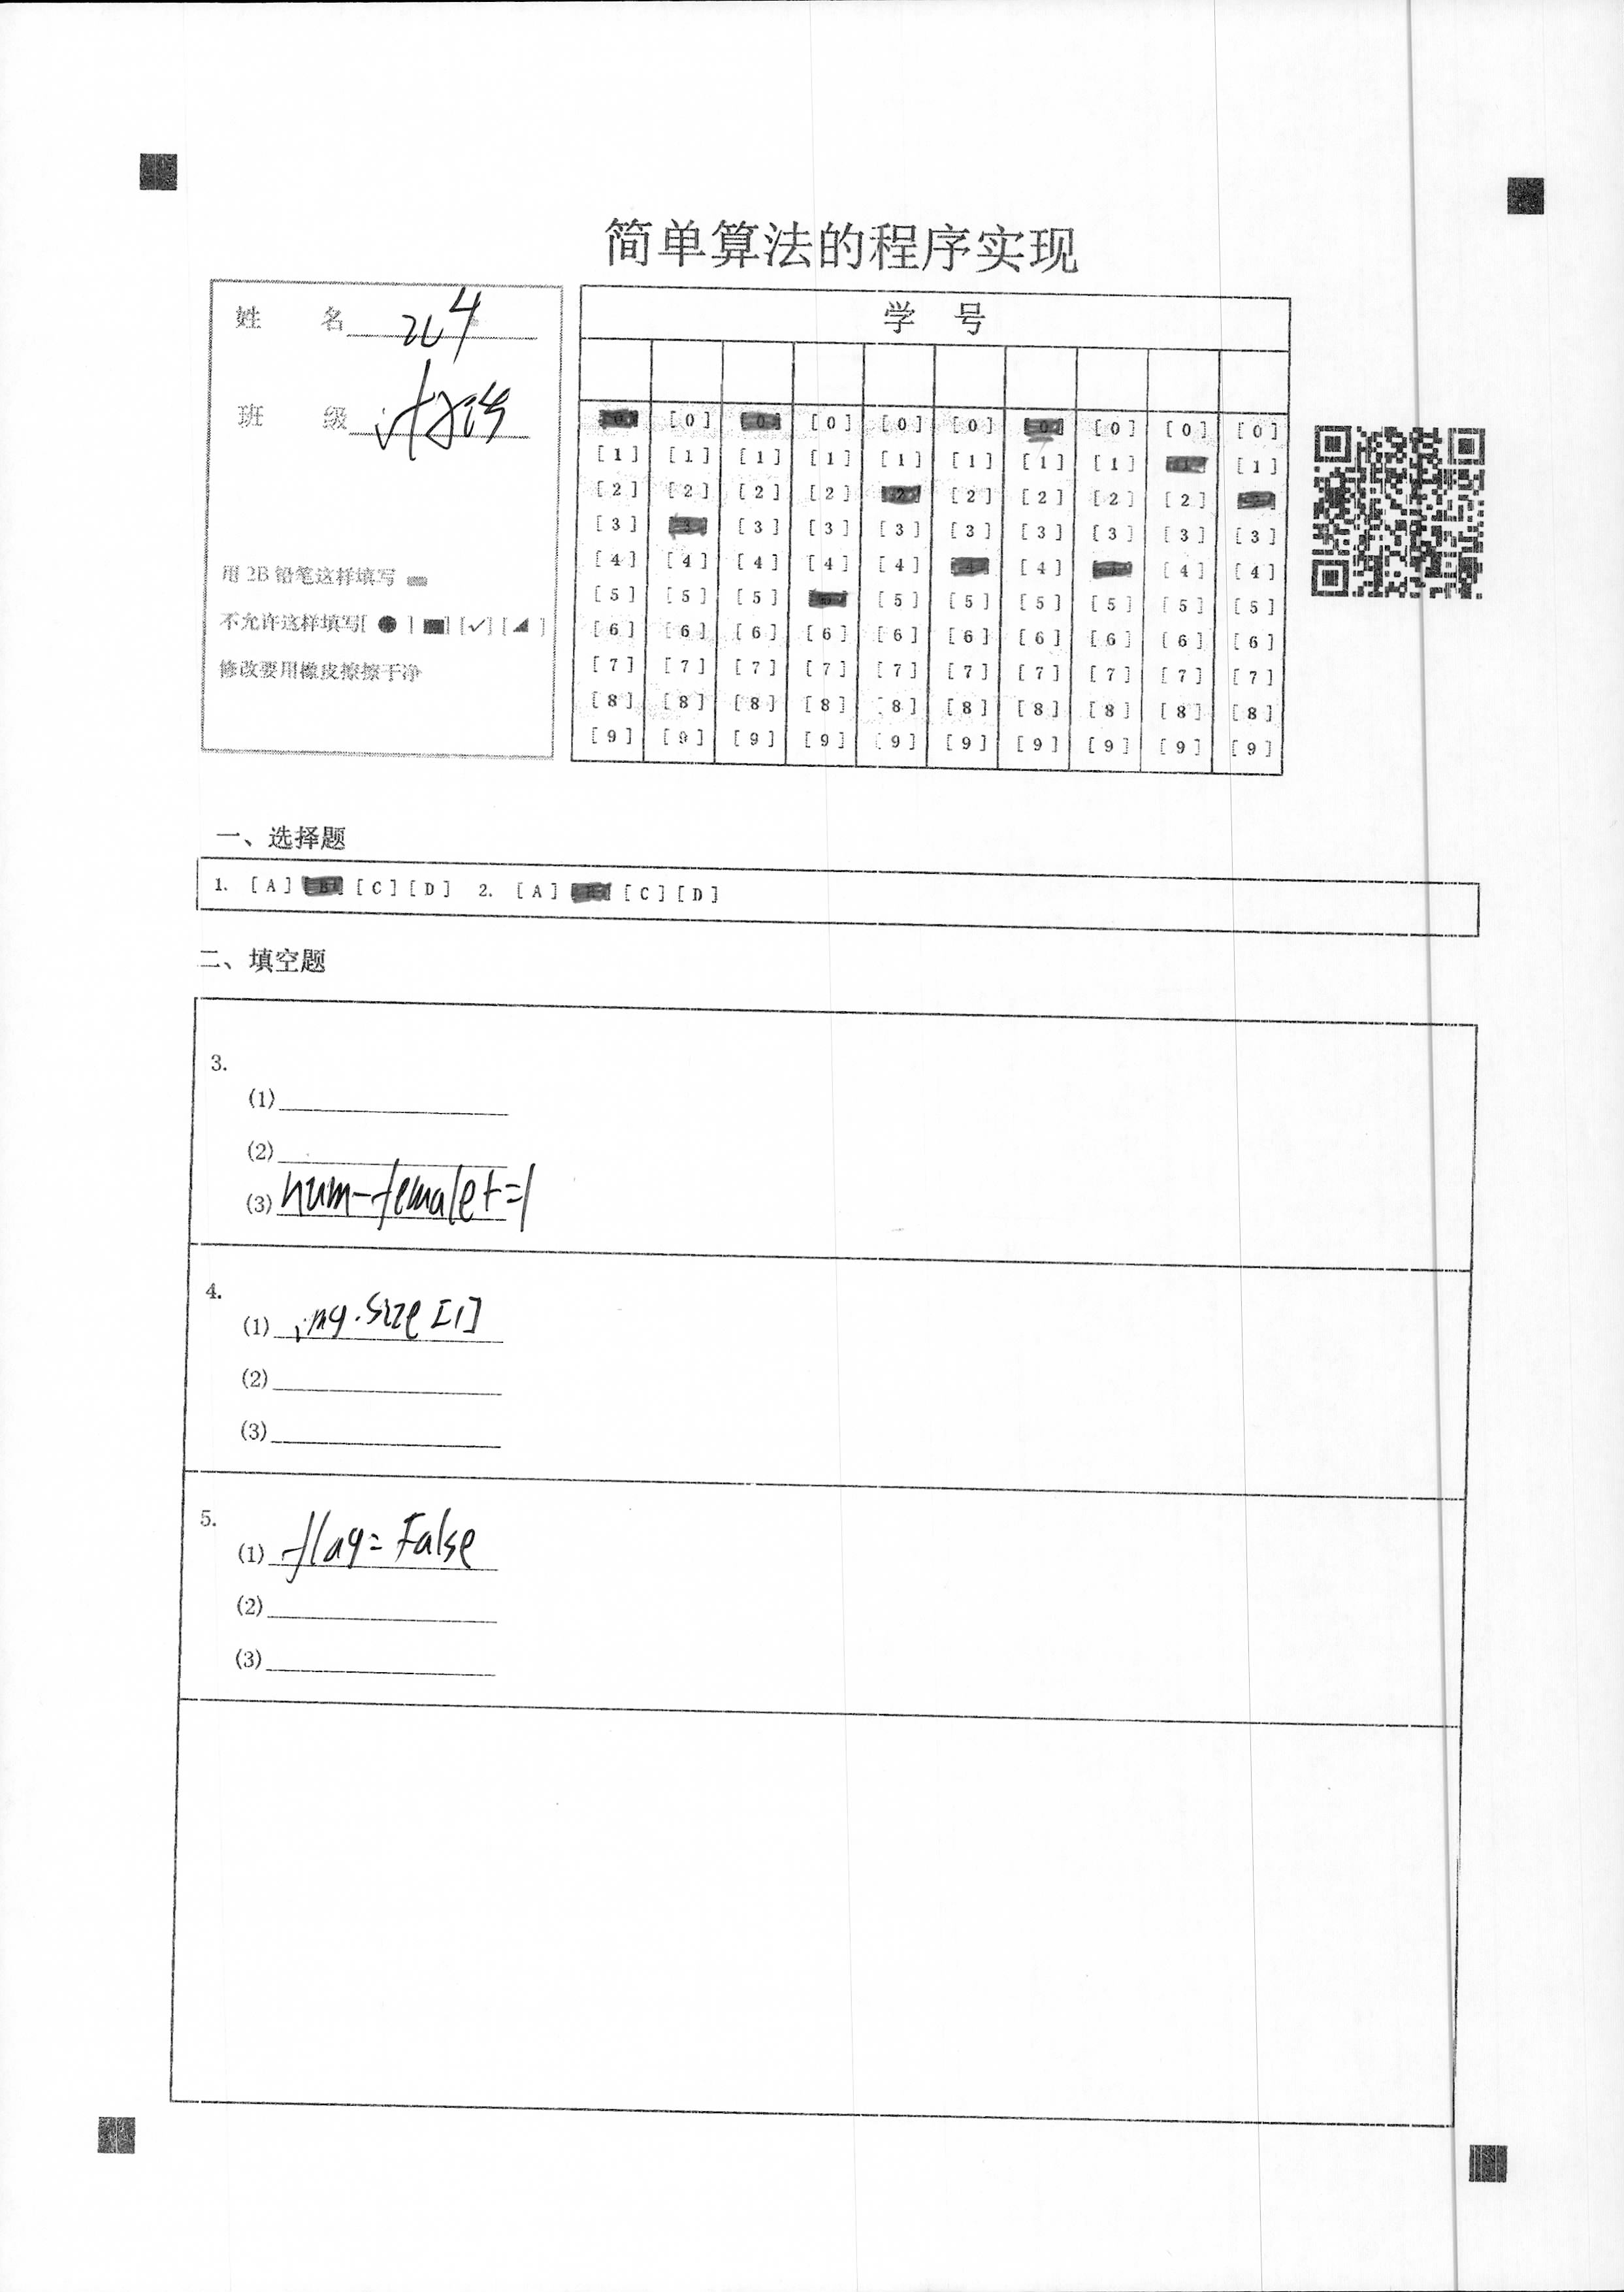 简单算法的程序实现
姓 名 204
班 级
用 2B 铅笔这样填写
不允许这样填写[ ● ] [■] [✓] [◢ ]
修改要用橡皮擦擦干净
学 号
[0] [0] [0] [0] [0] [0] [0] [0] [0] [0]
[1] [1] [1] [1] [1] [1] [1] [1] [1] [1]
[2] [2] [2] [2] [2] [2] [2] [2] [2]
[3] [3] [3] [3] [3] [3] [3] [3] [3]
[4] [4] [4] [4] [4] [4] [4] [4]
[5] [5] [5] [5] [5] [5] [5] [5] [5]
[6] [6] [6] [6] [6] [6] [6] [6] [6] [6]
[7] [7] [7] [7] [7] [7] [7] [7] [7] [7]
[8] [8] [8] [8] [8] [8] [8] [8] [8] [8]
[9] [9] [9] [9] [9] [9] [9] [9] [9] [9]
一、选择题
1. [A] [B] [C] [D] 2. [A] [B] [C] [D]
二、填空题
3.
(1)
(2)
(3) num-female+=1
4.
(1) img.size[1]
(2)
(3)
5.
(1) flag=False
(2)
(3)